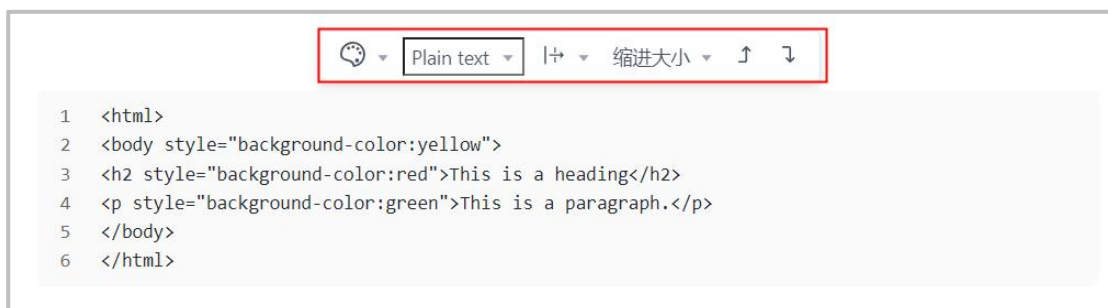 Plain text 缩进大小
1 <html>
2 <body style="background-color:yellow">
3 <h2 style="background-color:red">This is a heading</h2>
4 <p style="background-color:green">This is a paragraph.</p>
5 </body>
6 </html>